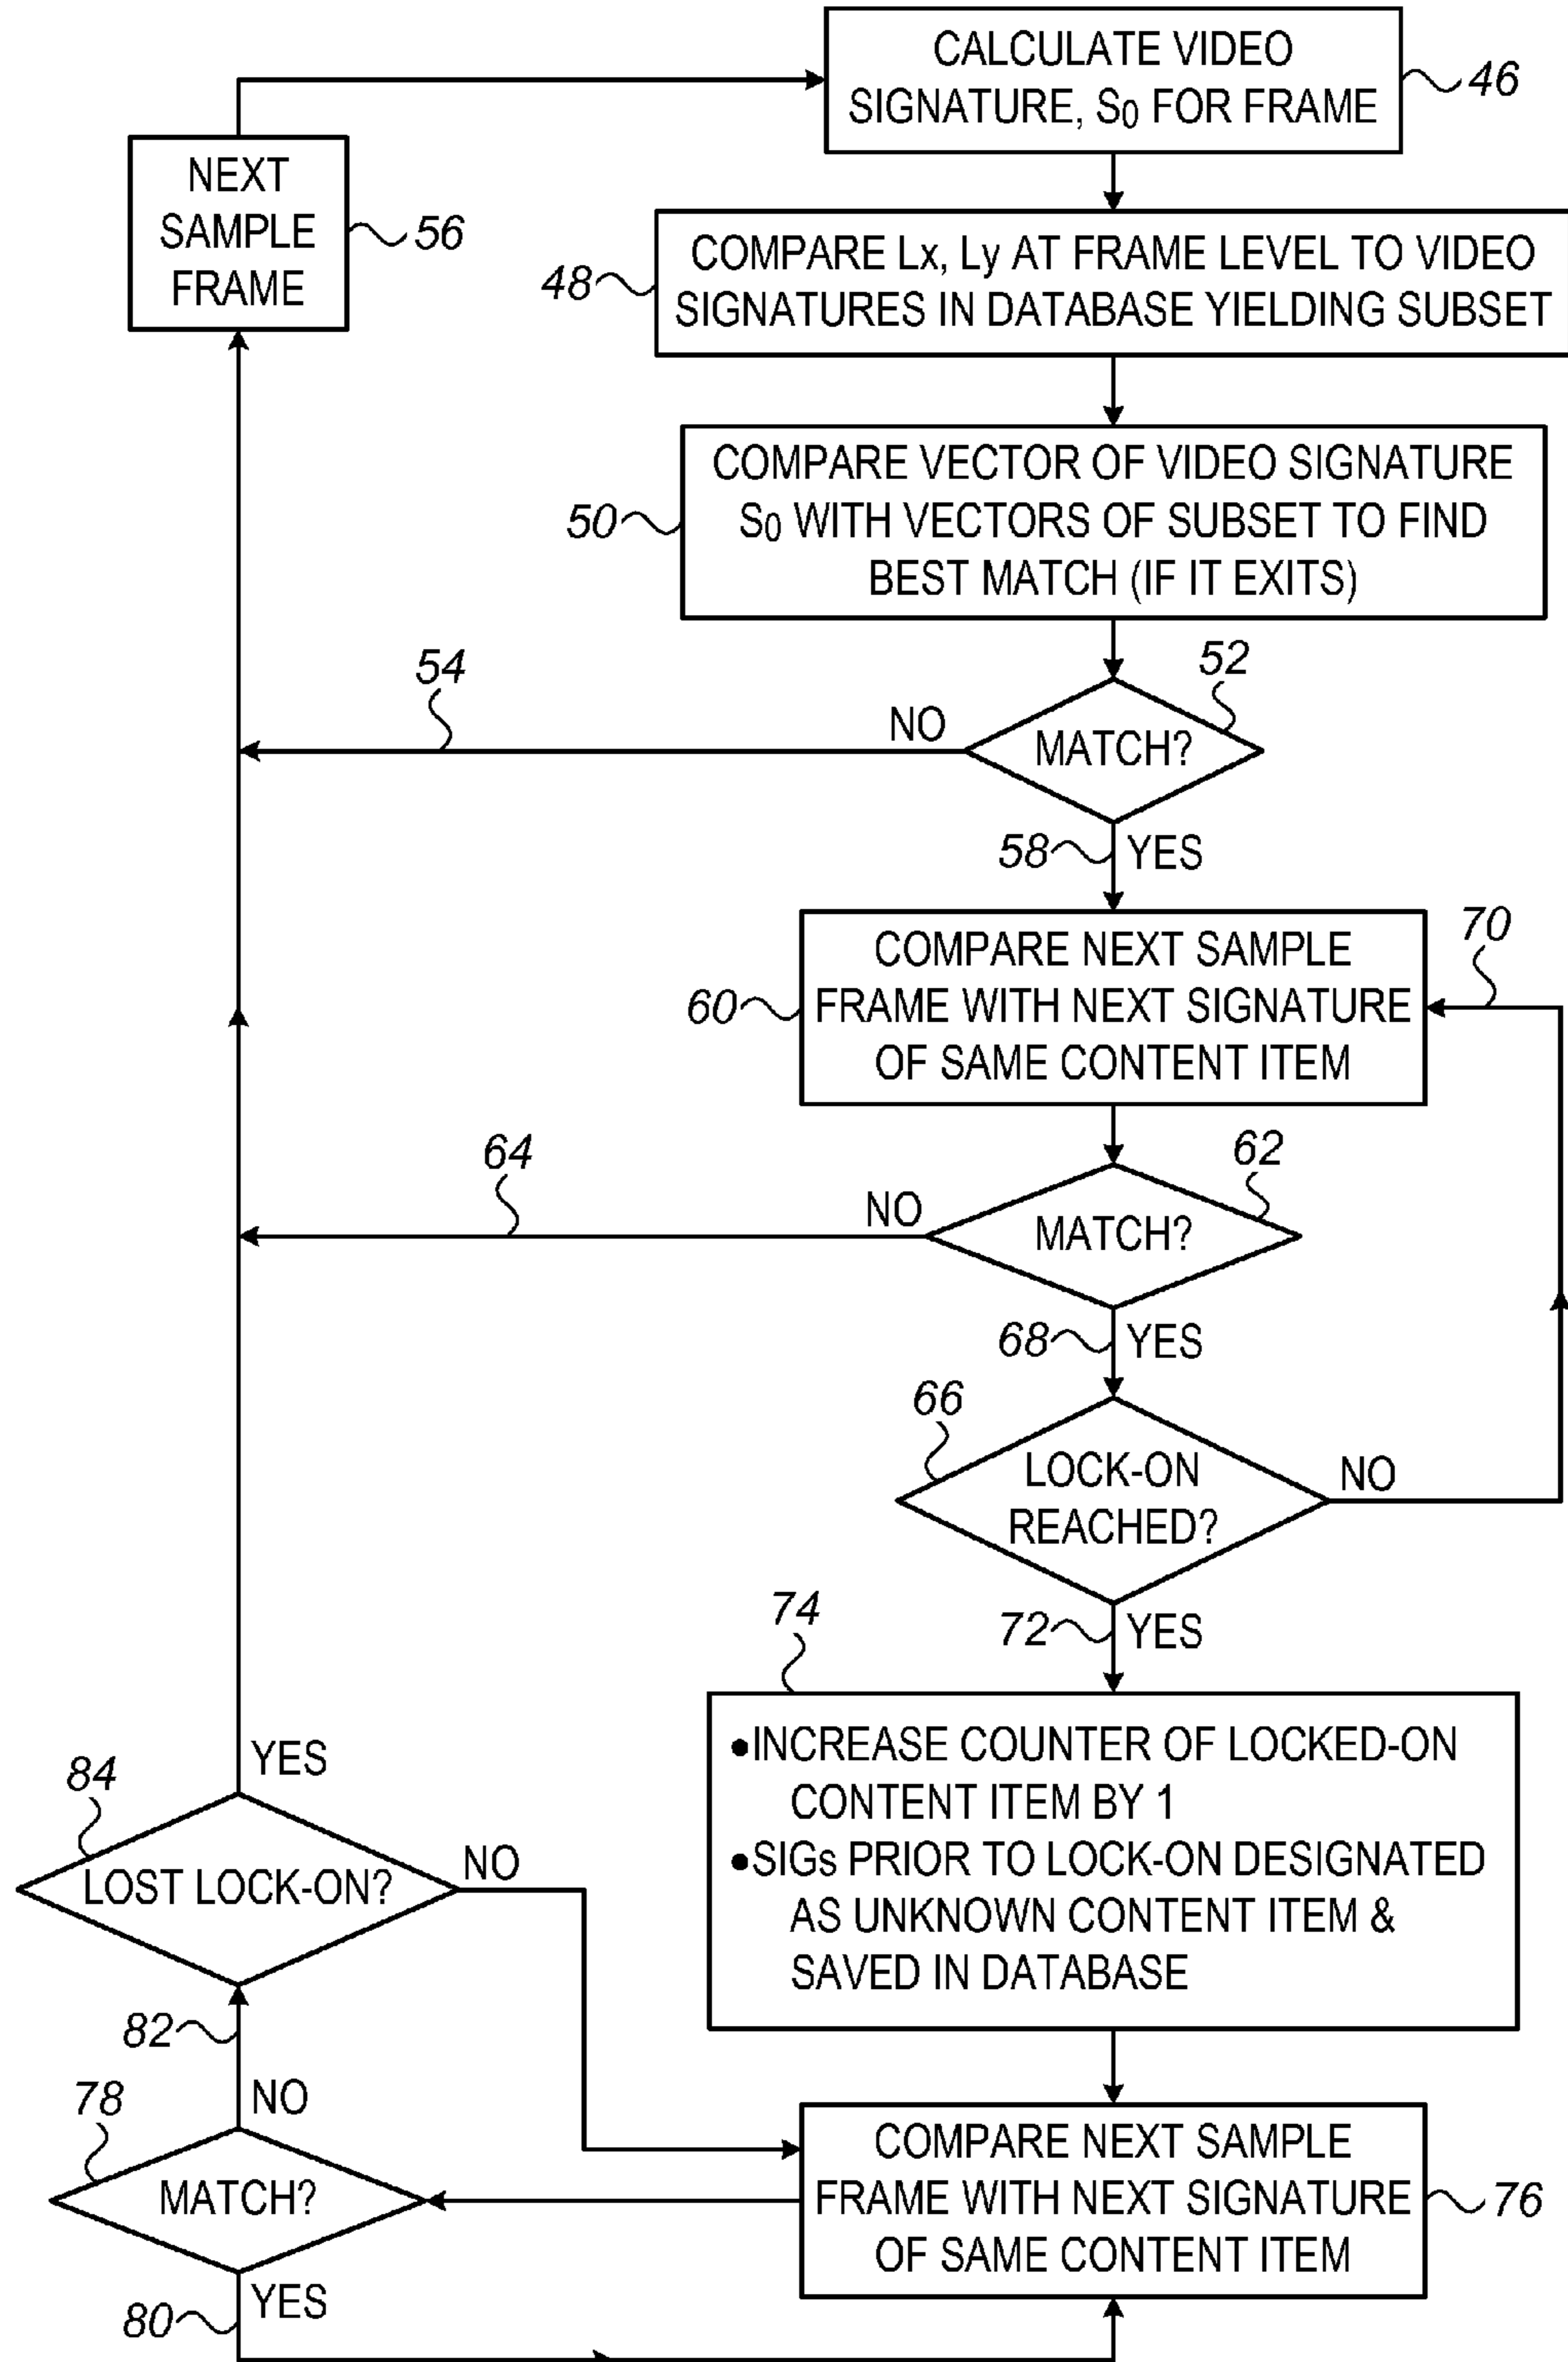 CALCULATE VIDEO
SIGNATURE, S₀ FOR FRAME
46
NEXT
SAMPLE
FRAME
56
COMPARE Lx, Ly AT FRAME LEVEL TO VIDEO
SIGNATURES IN DATABASE YIELDING SUBSET
48
COMPARE VECTOR OF VIDEO SIGNATURE
S₀ WITH VECTORS OF SUBSET TO FIND
BEST MATCH (IF IT EXITS)
50
MATCH?
52
NO
54
58
YES
COMPARE NEXT SAMPLE
FRAME WITH NEXT SIGNATURE
OF SAME CONTENT ITEM
60
70
MATCH?
62
NO
64
68
YES
LOCK-ON
REACHED?
66
NO
72
YES
74
•INCREASE COUNTER OF LOCKED-ON
CONTENT ITEM BY 1
•SIGs PRIOR TO LOCK-ON DESIGNATED
AS UNKNOWN CONTENT ITEM &
SAVED IN DATABASE
YES
84
LOST LOCK-ON?
NO
82
NO
78
MATCH?
COMPARE NEXT SAMPLE
FRAME WITH NEXT SIGNATURE
OF SAME CONTENT ITEM
76
80
YES